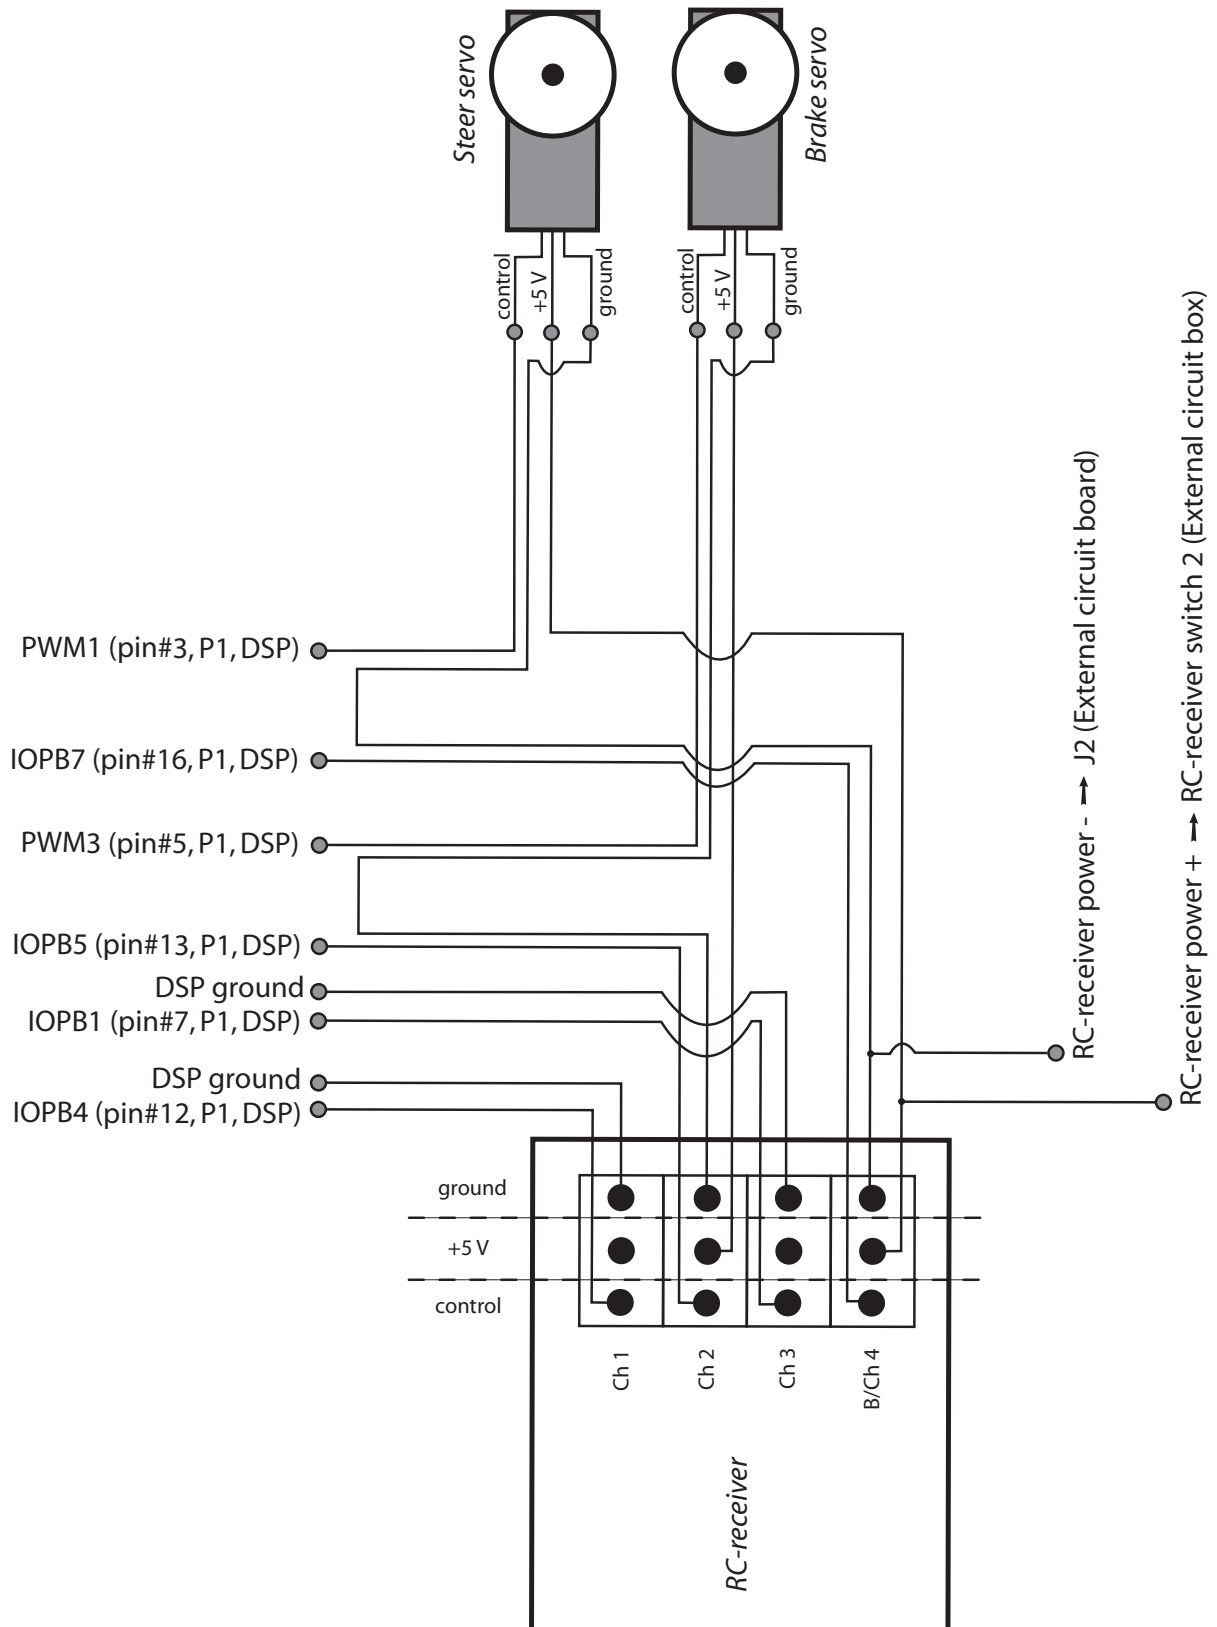 Steer servo
Brake servo
control
+5 V
ground
control
+5 V
ground
PWM1 (pin#3, P1, DSP)
IOPB7 (pin#16, P1, DSP)
PWM3 (pin#5, P1, DSP)
IOPB5 (pin#13, P1, DSP)
DSP ground
IOPB1 (pin#7, P1, DSP)
DSP ground
IOPB4 (pin#12, P1, DSP)
RC-receiver power - → J2 (External circuit board)
RC-receiver power + → RC-receiver switch 2 (External circuit box)
ground
+5 V
control
Ch 1
Ch 2
Ch 3
B/Ch 4
RC-receiver